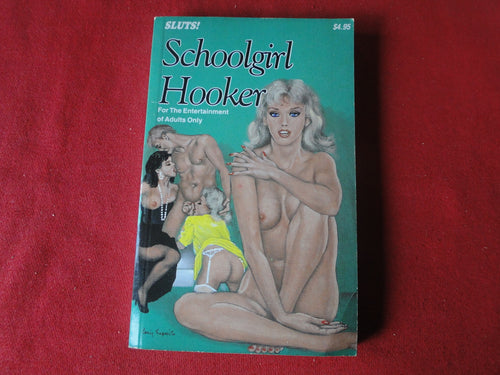 SLUTS!
$4.95
Schoolgirl
Hooker
For The Entertainment
of Adults Only